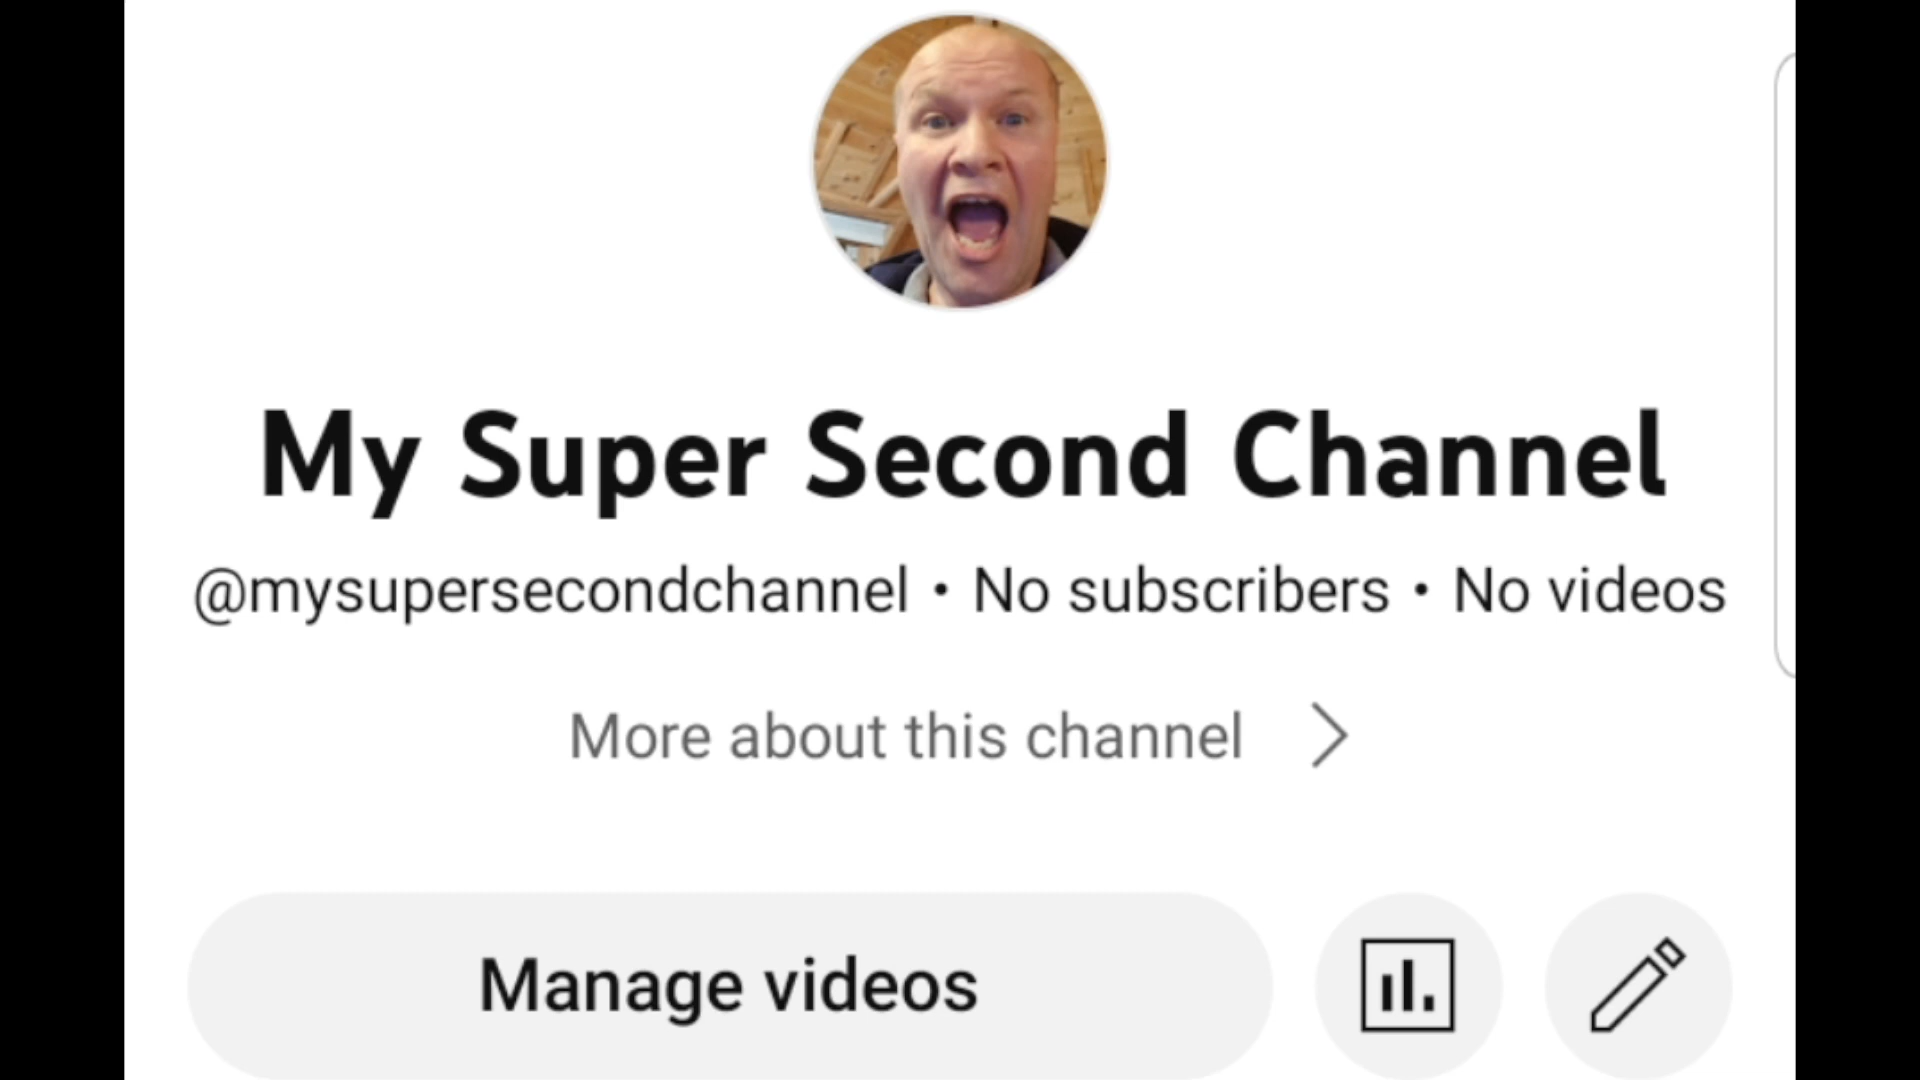 My Super Second Channel
@mysupersecondchannel • No subscribers • No videos
More about this channel
Manage videos